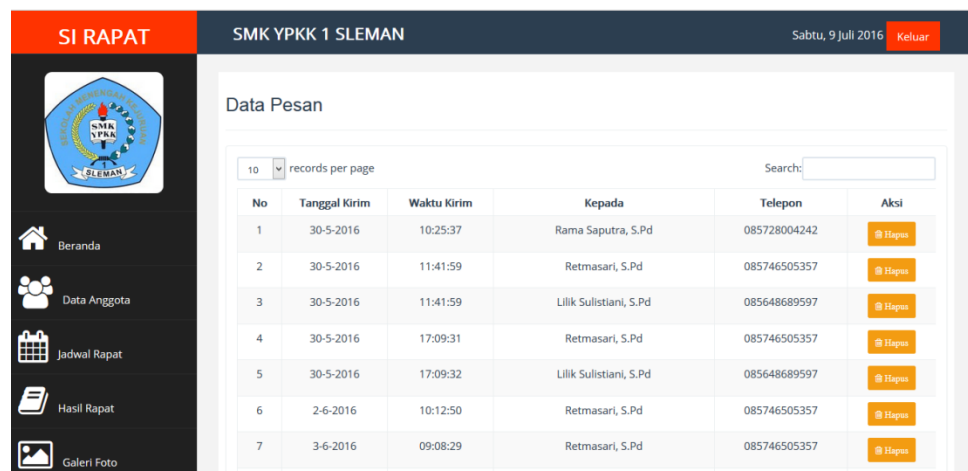 SI RAPAT
SMK YPKK 1 SLEMAN
Sabtu, 9 Juli 2016 Keluar
SEKOLAH MENENGAH KEJURUAN
SMK
YPKK
1
SLEMAN
Beranda
Data Anggota
Jadwal Rapat
Hasil Rapat
Galeri Foto
Data Pesan
10 records per page Search:
No Tanggal Kirim Waktu Kirim Kepada Telepon Aksi
1 30-5-2016 10:25:37 Rama Saputra, S.Pd 085728004242 Hapus
2 30-5-2016 11:41:59 Retmasari, S.Pd 085746505357 Hapus
3 30-5-2016 11:41:59 Lilik Sulistiani, S.Pd 085648689597 Hapus
4 30-5-2016 17:09:31 Retmasari, S.Pd 085746505357 Hapus
5 30-5-2016 17:09:32 Lilik Sulistiani, S.Pd 085648689597 Hapus
6 2-6-2016 10:12:50 Retmasari, S.Pd 085746505357 Hapus
7 3-6-2016 09:08:29 Retmasari, S.Pd 085746505357 Hapus